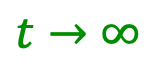 t → ∞